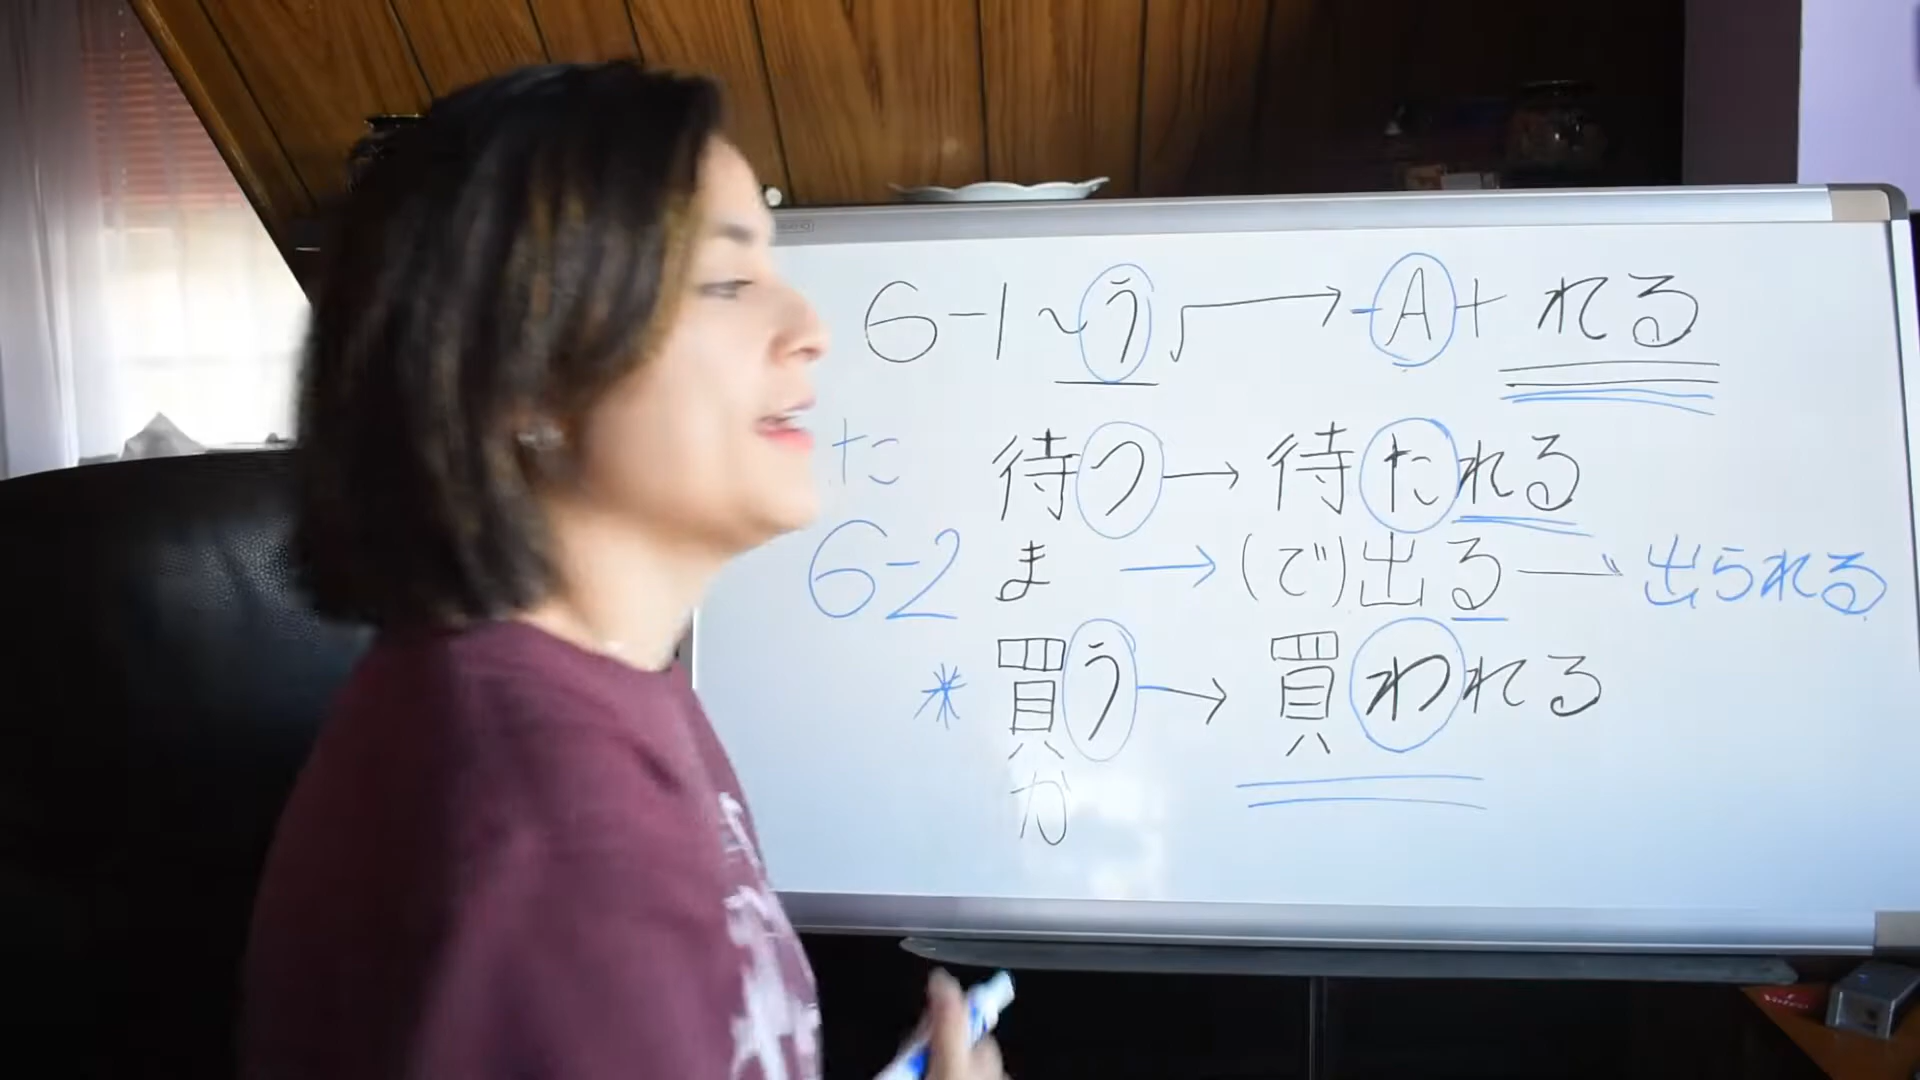 6-1 ～う → -A+ れる
た 待つ → 待たれる
6-2 ま → (で)出る → 出られる
* 買う → 買われる
か